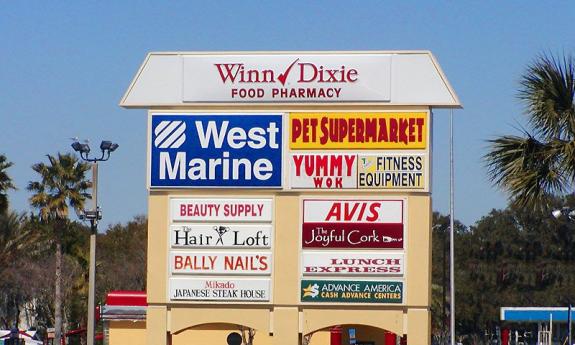 Winn✓Dixie
FOOD PHARMACY
West
Marine
PET SUPERMARKET
YUMMY
WOK
FITNESS
EQUIPMENT
BEAUTY SUPPLY
The
Hair Loft
BALLY NAIL'S
Mikado
JAPANESE STEAK HOUSE
AVIS
The
Joyful Cork
LUNCH
EXPRESS
ADVANCE AMERICA
CASH ADVANCE CENTERS